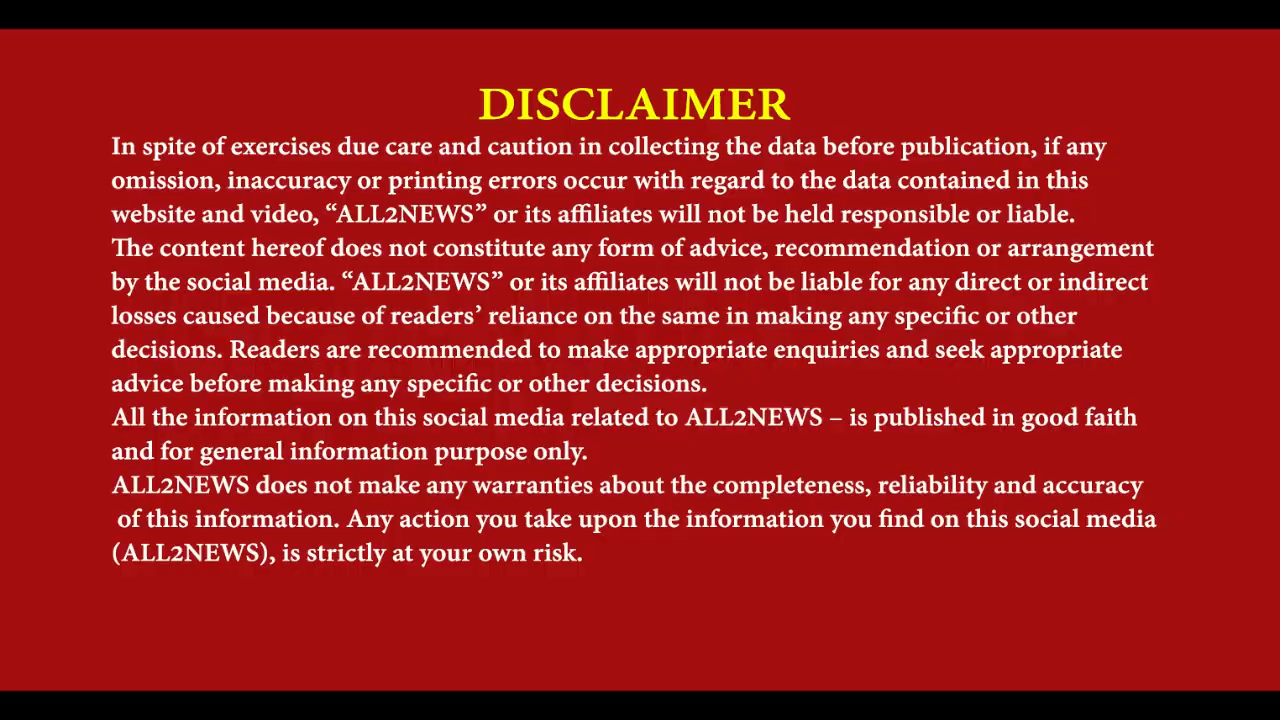 DISCLAIMER
In spite of exercises due care and caution in collecting the data before publication, if any
omission, inaccuracy or printing errors occur with regard to the data contained in this
website and video, “ALL2NEWS” or its affiliates will not be held responsible or liable.
The content hereof does not constitute any form of advice, recommendation or arrangement
by the social media. “ALL2NEWS” or its affiliates will not be liable for any direct or indirect
losses caused because of readers’ reliance on the same in making any specific or other
decisions. Readers are recommended to make appropriate enquiries and seek appropriate
advice before making any specific or other decisions.
All the information on this social media related to ALL2NEWS – is published in good faith
and for general information purpose only.
ALL2NEWS does not make any warranties about the completeness, reliability and accuracy
of this information. Any action you take upon the information you find on this social media
(ALL2NEWS), is strictly at your own risk.